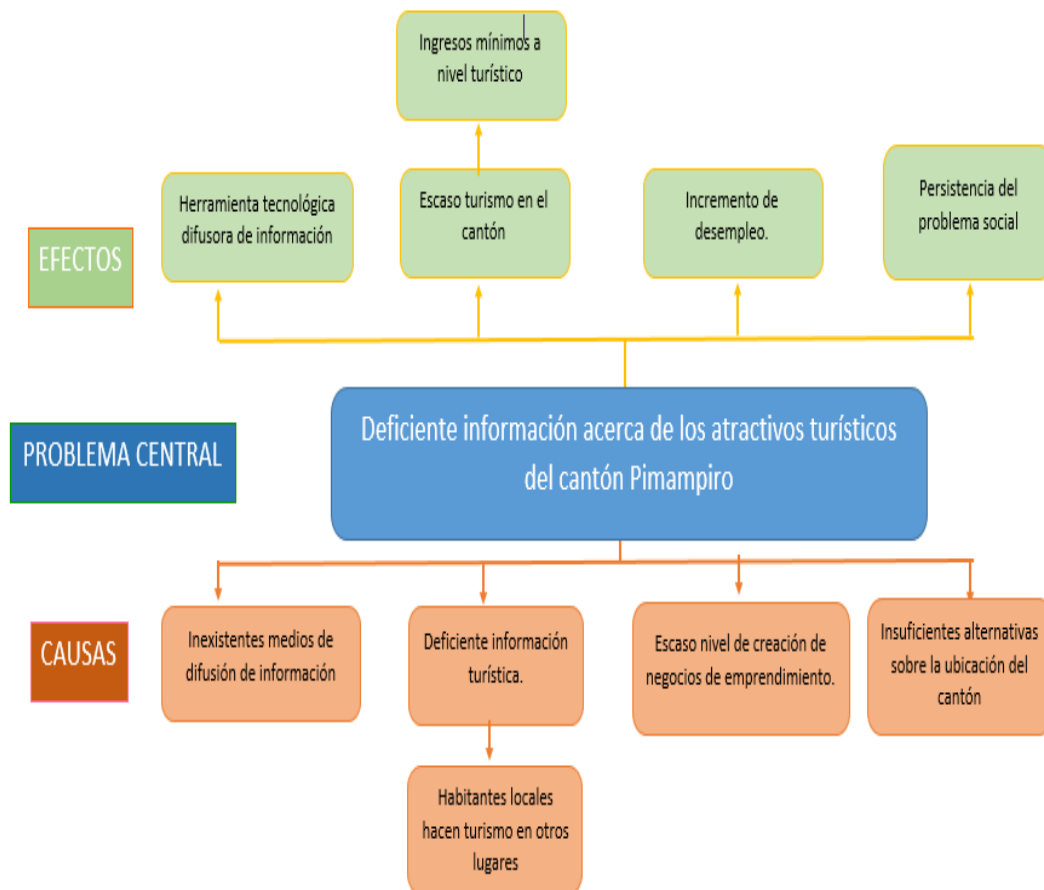 Ingresos mínimos a
nivel turístico
Herramienta tecnológica
difusora de información
Escaso turismo en el
cantón
Incremento de
desempleo.
Persistencia del
problema social
EFECTOS
PROBLEMA CENTRAL
Deficiente información acerca de los atractivos turísticos
del cantón Pimampiro
CAUSAS
Inexistentes medios de
difusión de información
Deficiente información
turística.
Escaso nivel de creación de
negocios de emprendimiento.
Insuficientes alternativas
sobre la ubicación del
cantón
Habitantes locales
hacen turismo en otros
lugares